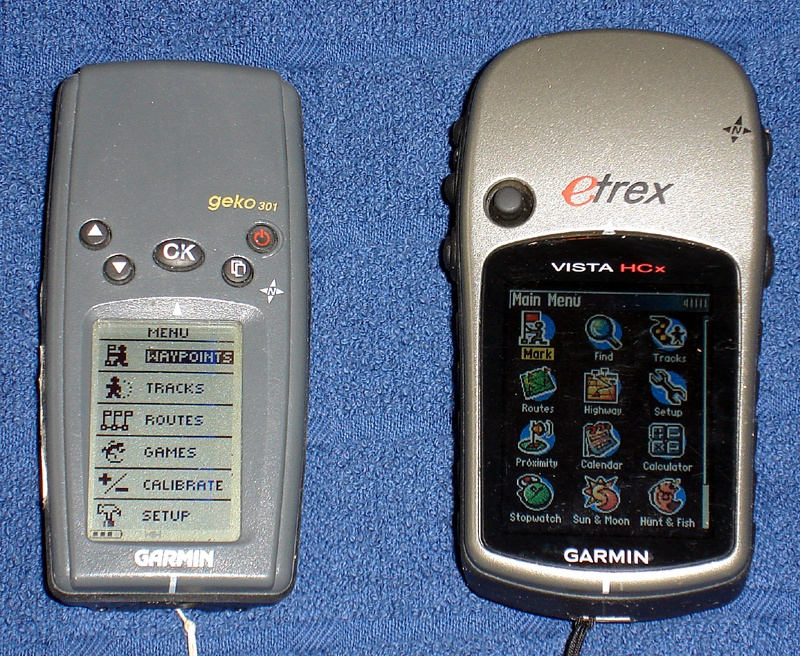 geko 301
OK
N
MENU
WAYPOINTS
TRACKS
ROUTES
GAMES
CALIBRATE
SETUP
GARMIN
N
etrex
VISTA HCx
Main Menu
Mark Find Tracks
Routes Highway Setup
Proximity Calendar Calculator
Stopwatch Sun & Moon Hunt & Fish
GARMIN